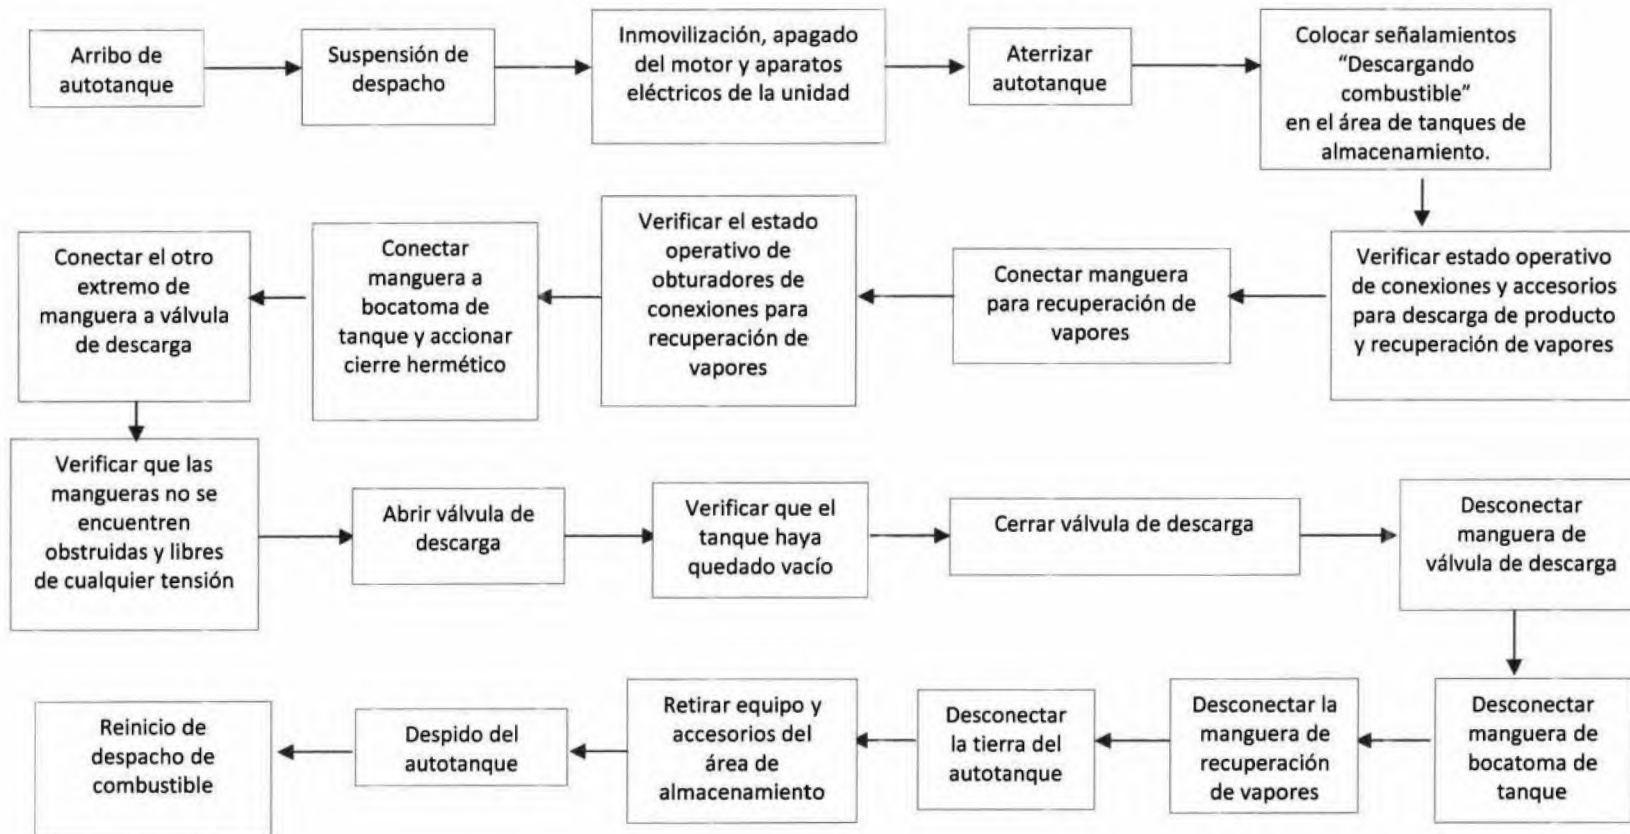 Arribo de
autotanque
Suspensión de
despacho
Inmovilización, apagado
del motor y aparatos
eléctricos de la unidad
Aterrizar
autotanque
Colocar señalamientos
“Descargando
combustible”
en el área de tanques de
almacenamiento.
Verificar estado operativo
de conexiones y accesorios
para descarga de producto
y recuperación de vapores
Conectar manguera
para recuperación de
vapores
Verificar el estado
operativo de
obturadores de
conexiones para
recuperación de
vapores
Conectar
manguera a
bocatoma de
tanque y accionar
cierre hermético
Conectar el otro
extremo de
manguera a válvula
de descarga
Verificar que las
mangueras no se
encuentren
obstruidas y libres
de cualquier tensión
Abrir válvula de
descarga
Verificar que el
tanque haya
quedado vacío
Cerrar válvula de descarga
Desconectar
manguera de
válvula de descarga
Desconectar
manguera de
bocatoma de
tanque
Desconectar la
manguera de
recuperación
de vapores
Desconectar
la tierra del
autotanque
Retirar equipo y
accesorios del
área de
almacenamiento
Despido del
autotanque
Reinicio de
despacho de
combustible